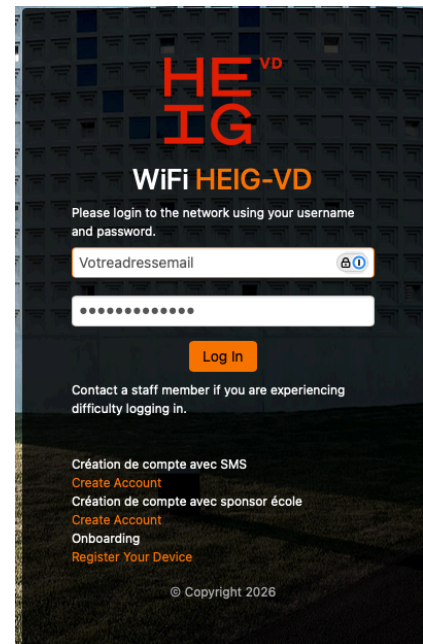 HE VD
IG
WiFi HEIG-VD
Please login to the network using your username
and password.
Votreadressemail
●●●●●●●●●●●●●
Log In
Contact a staff member if you are experiencing
difficulty logging in.
Création de compte avec SMS
Create Account
Création de compte avec sponsor école
Create Account
Onboarding
Register Your Device
© Copyright 2026